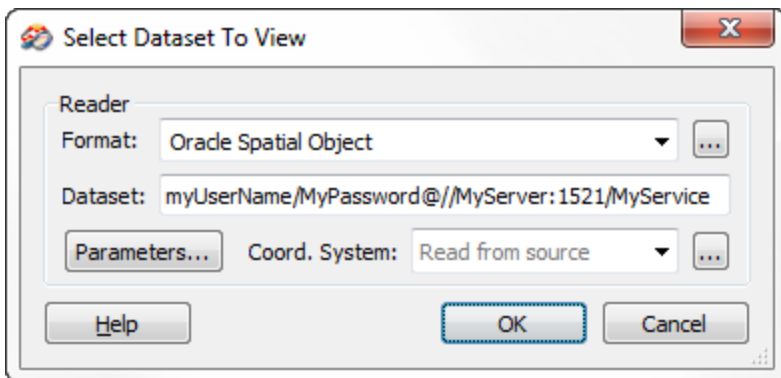 Select Dataset To View
Reader
Format: Oracle Spatial Object ...
Dataset: myUserName/MyPassword@//MyServer:1521/MyService
Parameters... Coord. System: Read from source ...
Help OK Cancel